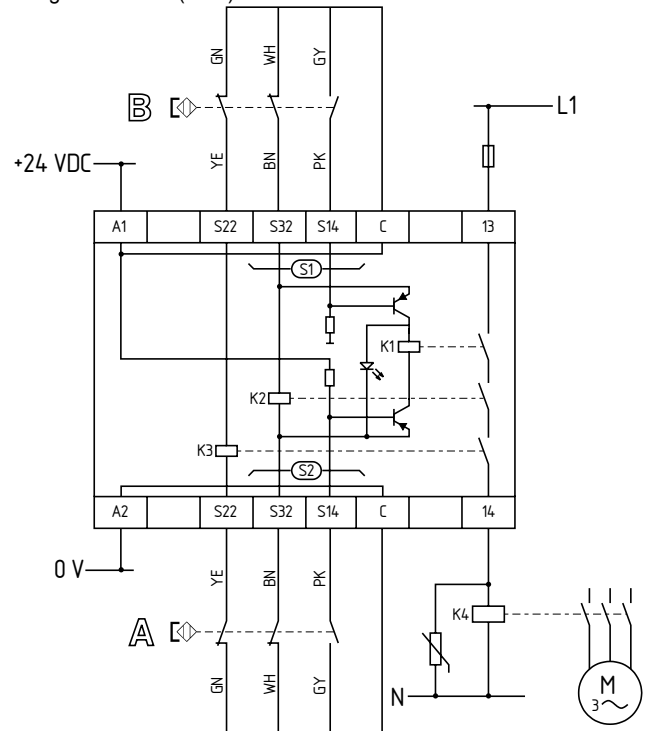 GN WH GY
B
L1
YE BN PK
+24 VDC
A1 S22 S32 S14 C 13
S1
K1
K2
K3
S2
A2 S22 S32 S14 C 14
0 V
YE BN PK
K4
A
GN WH GY
N
M
3